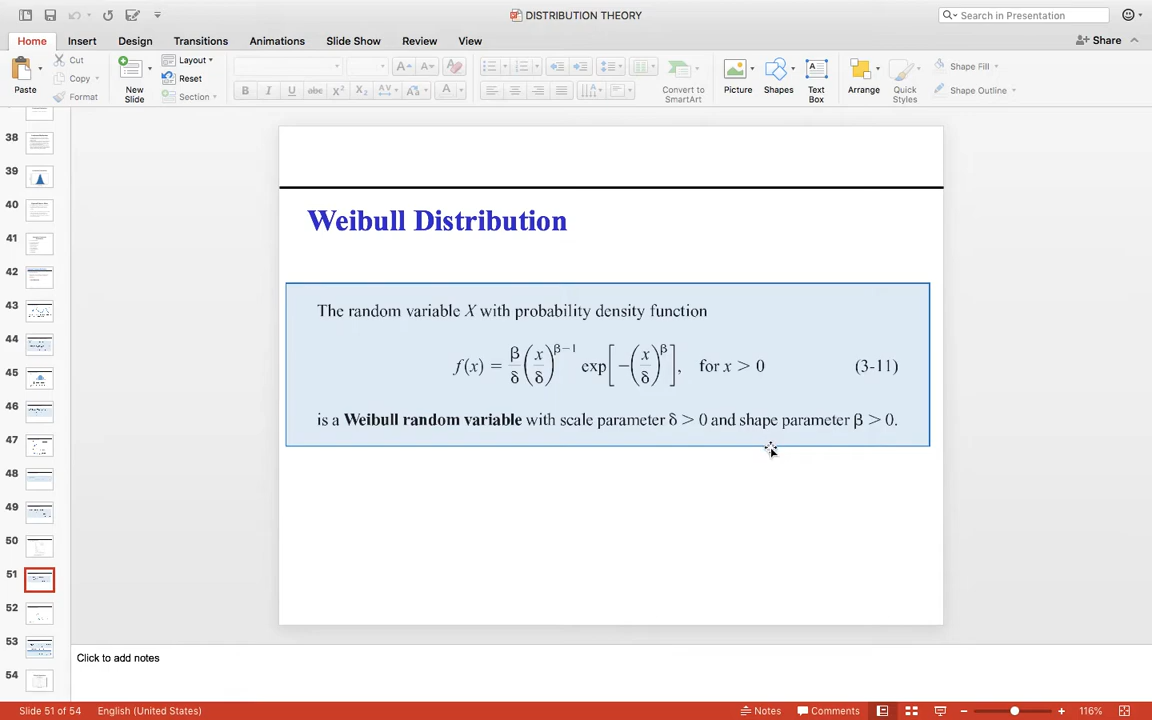 DISTRIBUTION THEORY
Search in Presentation
Home Insert Design Transitions Animations Slide Show Review View
Share
Paste
Cut
Copy
Format
New Slide
Layout
Reset
Section
B I U abc X² X₂ AV Aa A
Convert to SmartArt
Picture
Shapes
Text Box
Arrange
Quick Styles
Shape Fill
Shape Outline
38
39
40
41
42
43
44
45
46
47
48
49
50
51
52
53
54
Weibull Distribution
The random variable X with probability density function
f(x) = β/δ (x/δ)^(β−1) exp[−(x/δ)^β], for x > 0 (3-11)
is a Weibull random variable with scale parameter δ > 0 and shape parameter β > 0.
Click to add notes
Slide 51 of 54 English (United States) Notes Comments 116%